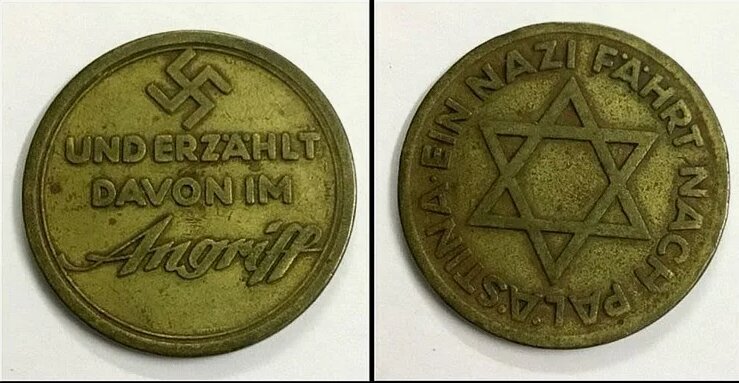 UND ERZÄHLT
DAVON IM
Angriff
EIN NAZI FÄHRT NACH PALÄSTINA